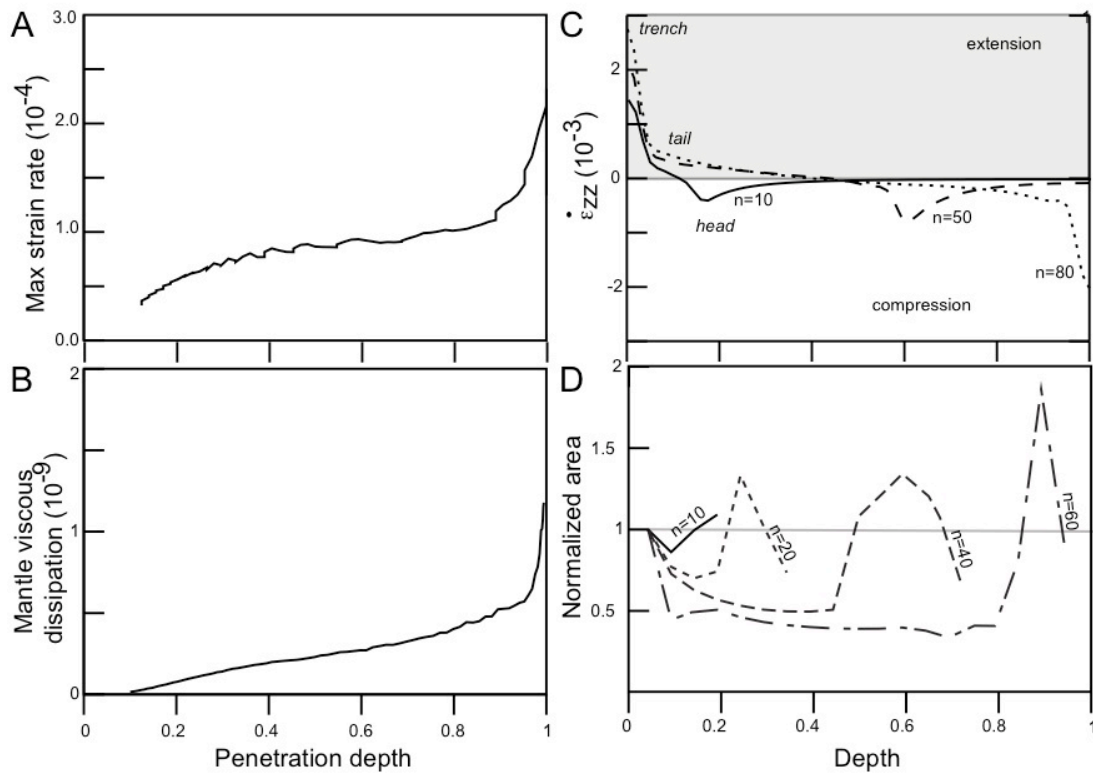 A
3.0
2.0
1.0
0.0
Max strain rate (10-4)
B
2
1
0
Mantle viscous
dissipation (10-9)
0
0.2
0.4
0.6
0.8
1
Penetration depth
C
trench
extension
1
tail
2
0
-2
ε̇zz (10-3)
n=10
head
n=50
n=80
compression
D
2
1.5
1
0.5
Normalized area
n=10
n=20
n=40
n=60
0
0.2
0.4
0.6
0.8
1
Depth